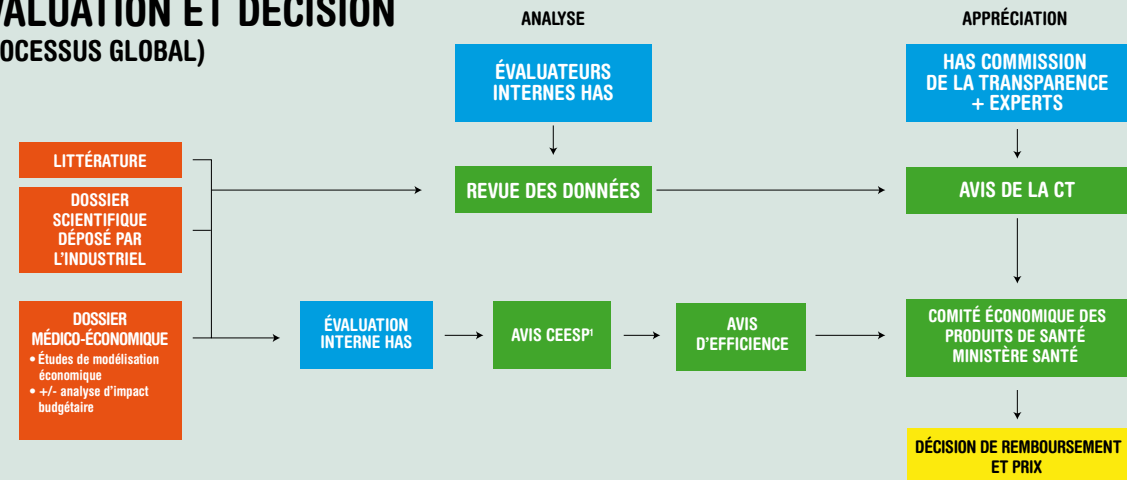 VALUATION ET DÉCISION
OCESSUS GLOBAL)
ANALYSE
APPRÉCIATION
ÉVALUATEURS
INTERNES HAS
HAS COMMISSION
DE LA TRANSPARENCE
+ EXPERTS
LITTÉRATURE
DOSSIER
SCIENTIFIQUE
DÉPOSÉ PAR
L'INDUSTRIEL
REVUE DES DONNÉES
AVIS DE LA CT
DOSSIER
MÉDICO-ÉCONOMIQUE
• Études de modélisation
économique
• +/- analyse d'impact
budgétaire
ÉVALUATION
INTERNE HAS
AVIS CEESP¹
AVIS
D'EFFICIENCE
COMITÉ ÉCONOMIQUE DES
PRODUITS DE SANTÉ
MINISTÈRE SANTÉ
DÉCISION DE REMBOURSEMENT
ET PRIX